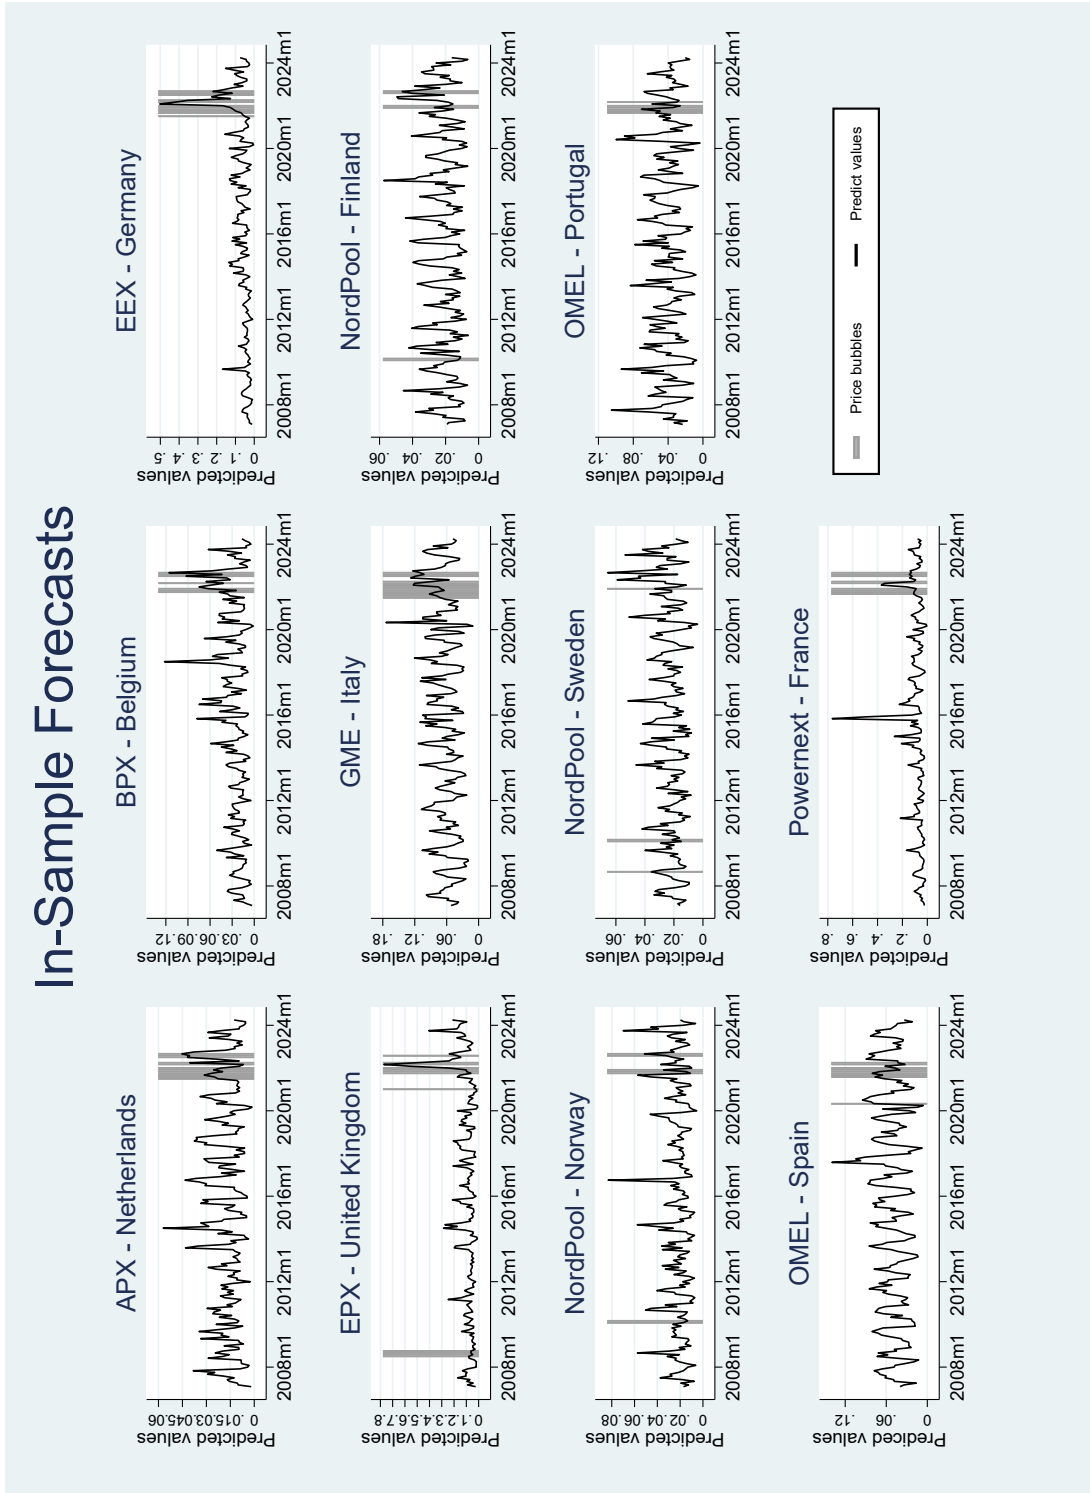 In-Sample Forecasts
APX - Netherlands
Predicted values
0 .015.03.045.06
2008m1 2012m1 2016m1 2020m1 2024m1
BPX - Belgium
Predicted values
0 .03.06.09.12
2008m1 2012m1 2016m1 2020m1 2024m1
EEX - Germany
Predicted values
0 .1 .2 .3 .4 .5
2008m1 2012m1 2016m1 2020m1 2024m1
EPX - United Kingdom
Predicted values
0.1.2.3.4.5.6.7.8
2008m1 2012m1 2016m1 2020m1 2024m1
GME - Italy
Predicted values
0 .06 .12 .18
2008m1 2012m1 2016m1 2020m1 2024m1
NordPool - Finland
Predicted values
0 .02 .04 .06
2008m1 2012m1 2016m1 2020m1 2024m1
NordPool - Norway
Predicted values
0 .02 .04 .06 .08
2008m1 2012m1 2016m1 2020m1 2024m1
NordPool - Sweden
Predicted values
0 .02 .04 .06
2008m1 2012m1 2016m1 2020m1 2024m1
OMEL - Portugal
Predicted values
0 .04 .08 .12
2008m1 2012m1 2016m1 2020m1 2024m1
OMEL - Spain
Prediced values
0 .06 .12
2008m1 2012m1 2016m1 2020m1 2024m1
Powernext - France
Predicted values
0 .2 .4 .6 .8
2008m1 2012m1 2016m1 2020m1 2024m1
Price bubbles Predict values